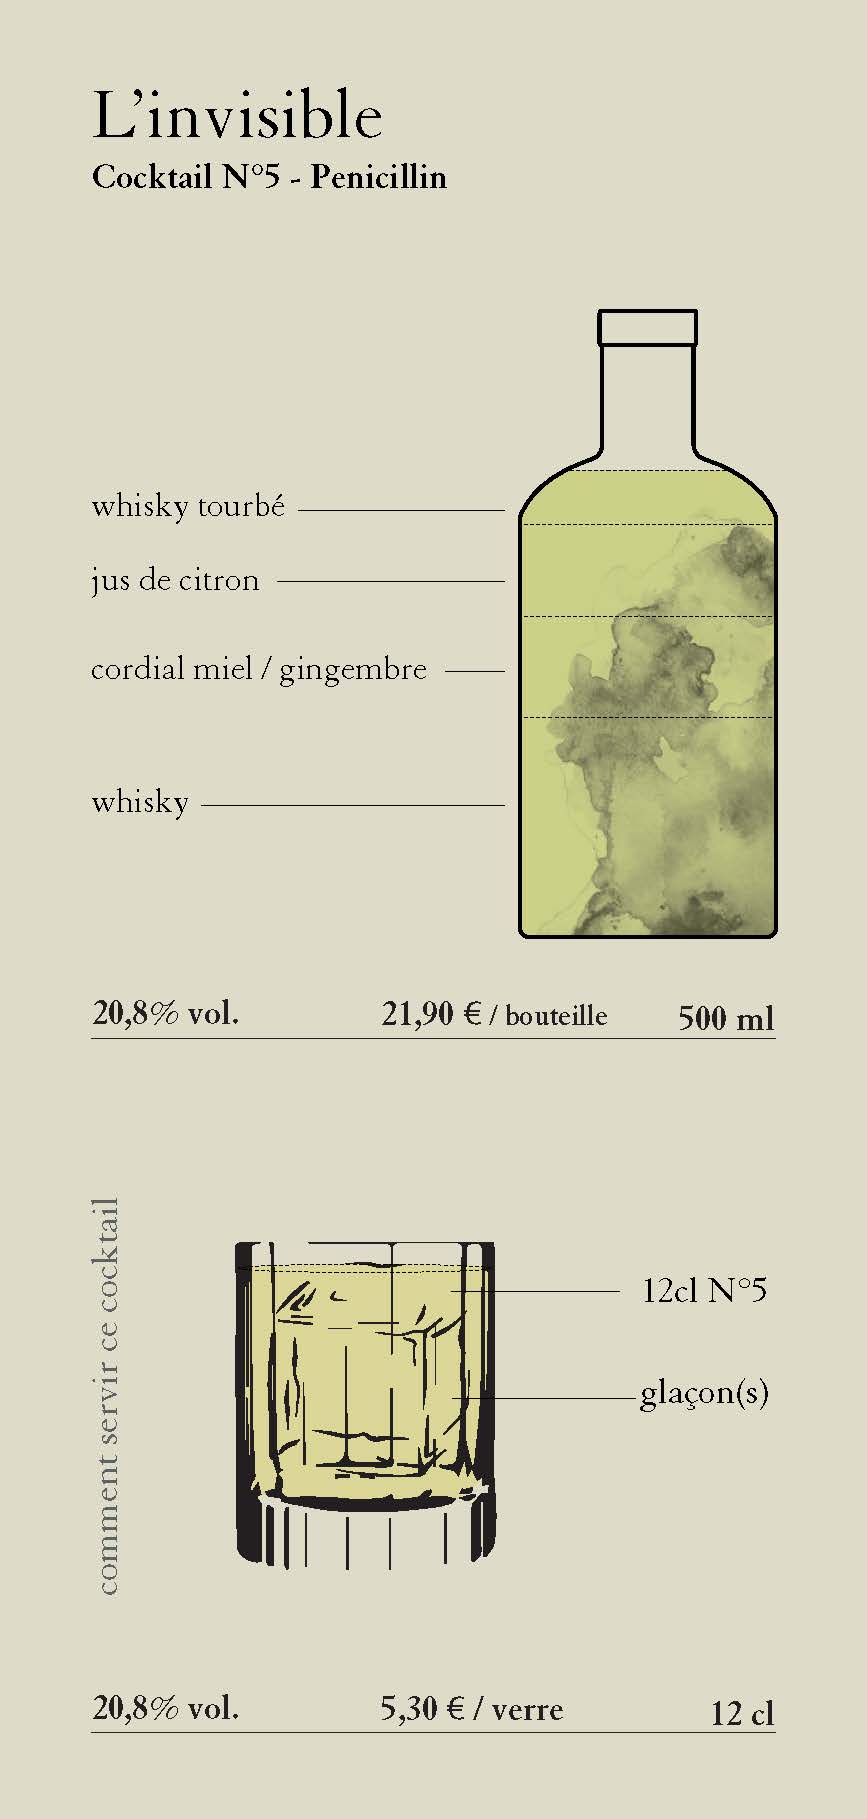 L’invisible
Cocktail N°5 - Penicillin
whisky tourbé
jus de citron
cordial miel / gingembre
whisky
20,8% vol. 21,90 € / bouteille 500 ml
comment servir ce cocktail
12cl N°5
glaçon(s)
20,8% vol. 5,30 € / verre 12 cl